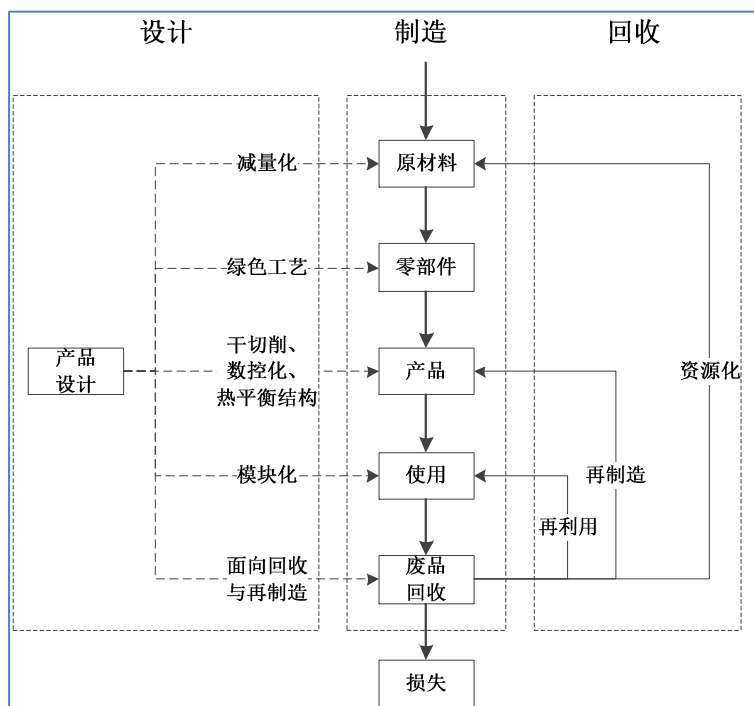 设计
制造
回收
减量化
原材料
绿色工艺
零部件
产品
设计
干切削、
数控化、
热平衡结构
产品
资源化
模块化
使用
再制造
再利用
面向回收
与再制造
废品
回收
损失